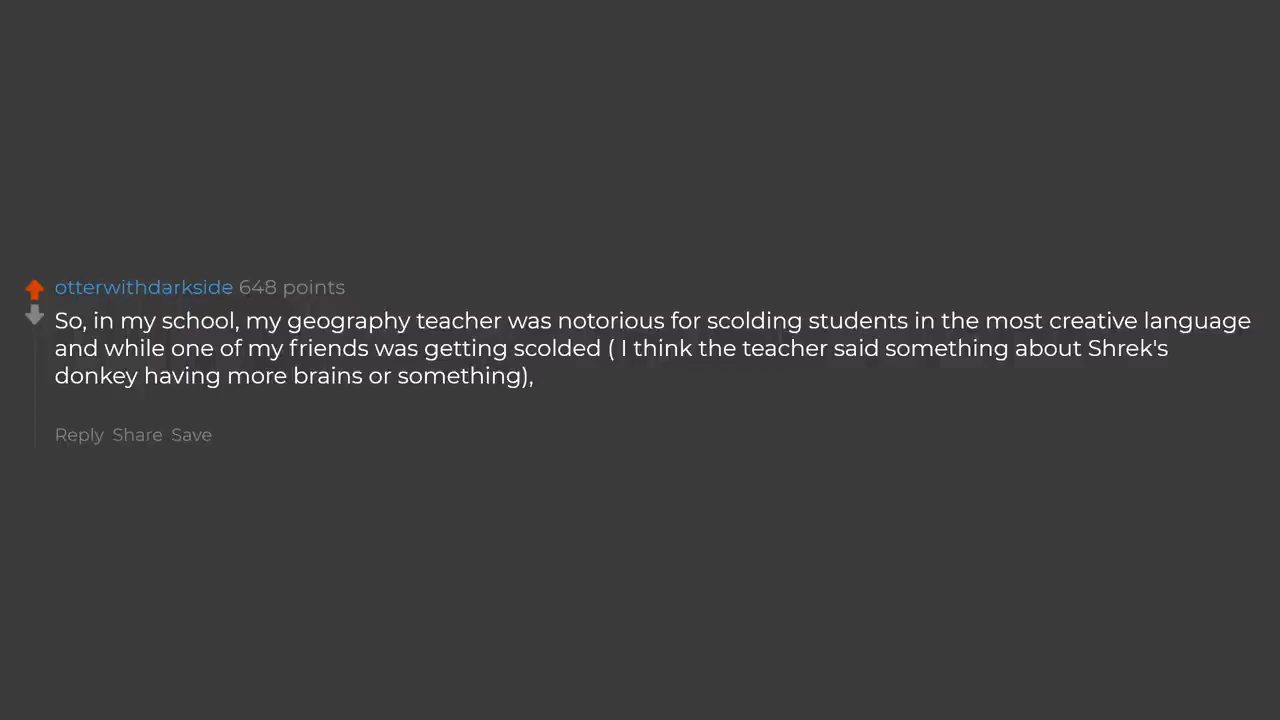 otterwithdarkside 648 points
So, in my school, my geography teacher was notorious for scolding students in the most creative language
and while one of my friends was getting scolded ( I think the teacher said something about Shrek's
donkey having more brains or something),
Reply Share Save